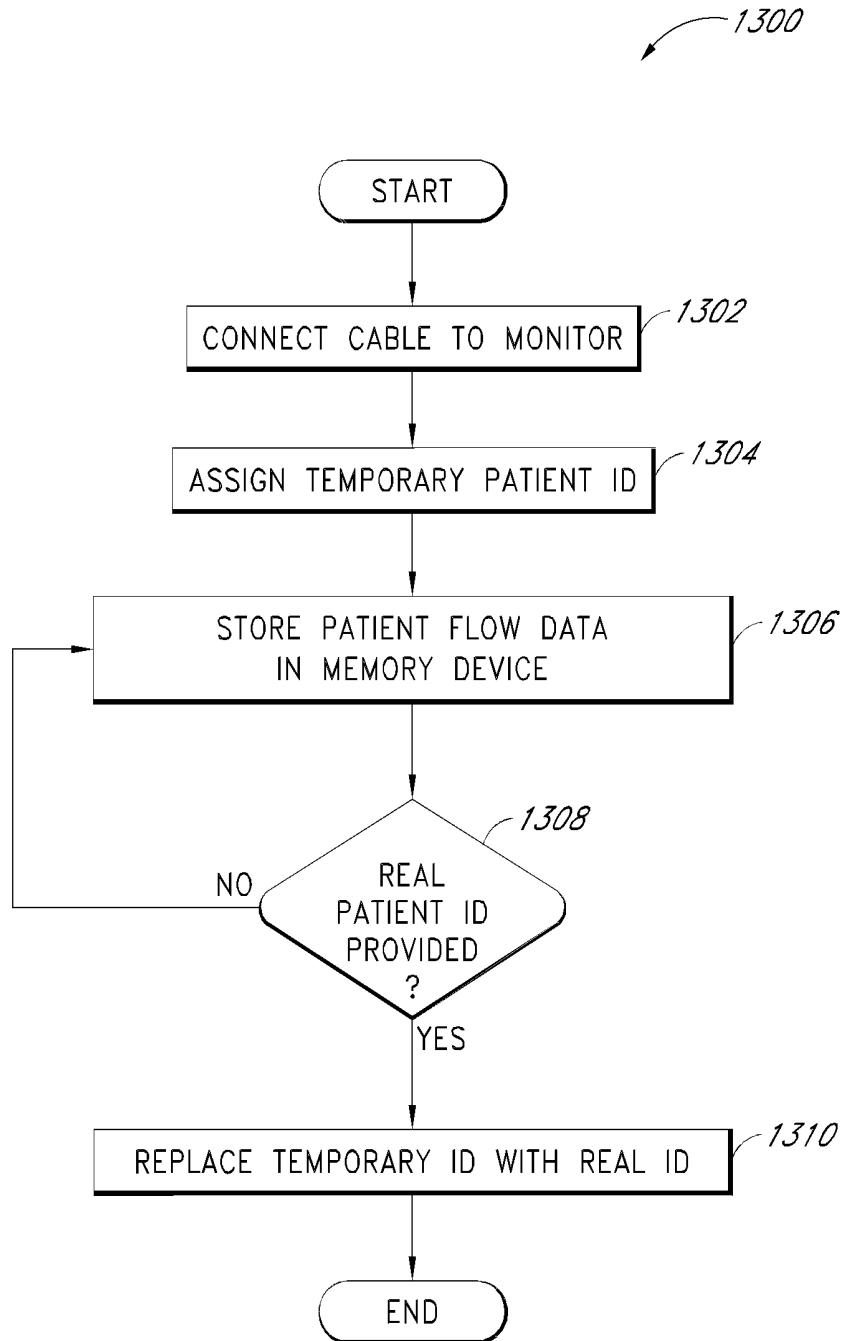 1300
START
CONNECT CABLE TO MONITOR
1302
ASSIGN TEMPORARY PATIENT ID
1304
STORE PATIENT FLOW DATA
IN MEMORY DEVICE
1306
1308
REAL
PATIENT ID
PROVIDED
?
NO
YES
REPLACE TEMPORARY ID WITH REAL ID
1310
END